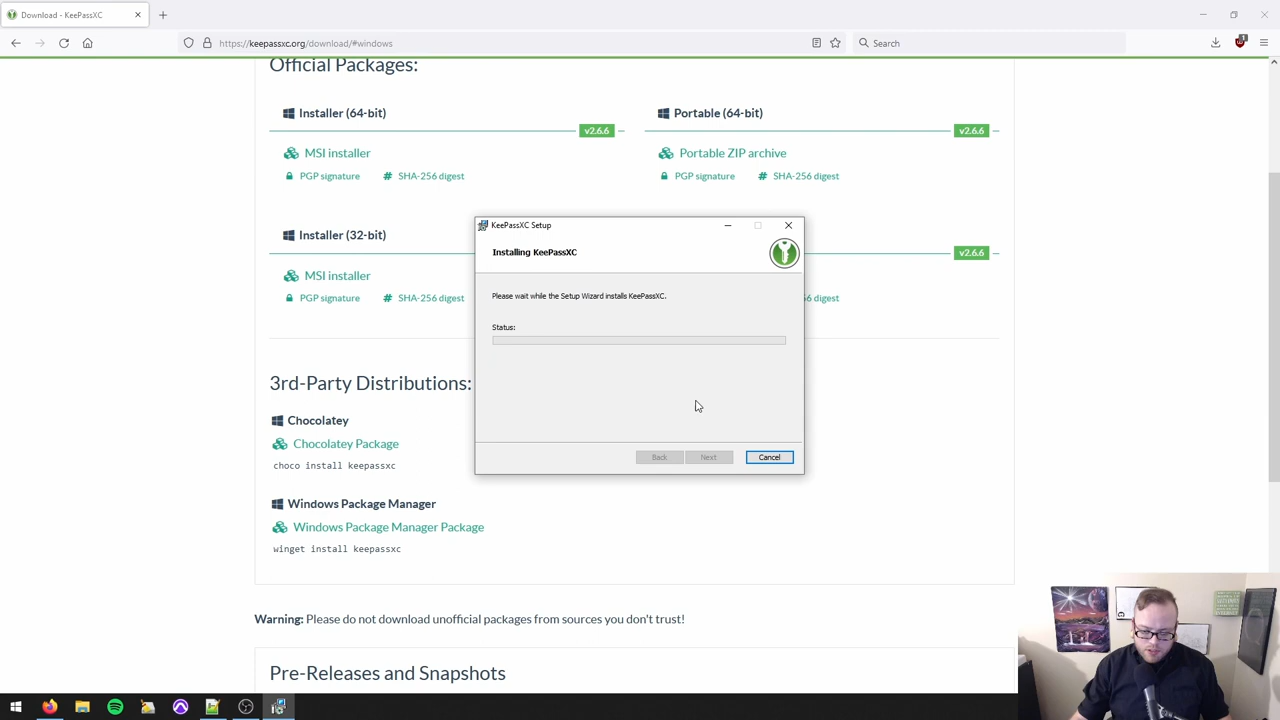 Download - KeePassXC
https://keepassxc.org/download/#windows
Search
Official Packages:
Installer (64-bit)
v2.6.6
MSI installer
PGP signature
SHA-256 digest
Portable (64-bit)
v2.6.6
Portable ZIP archive
PGP signature
SHA-256 digest
Installer (32-bit)
MSI installer
PGP signature
SHA-256 digest
v2.6.6
6 digest
KeePassXC Setup
Installing KeePassXC
Please wait while the Setup Wizard installs KeePassXC.
Status:
Back
Next
Cancel
3rd-Party Distributions:
Chocolatey
Chocolatey Package
choco install keepassxc
Windows Package Manager
Windows Package Manager Package
winget install keepassxc
Warning: Please do not download unofficial packages from sources you don't trust!
Pre-Releases and Snapshots